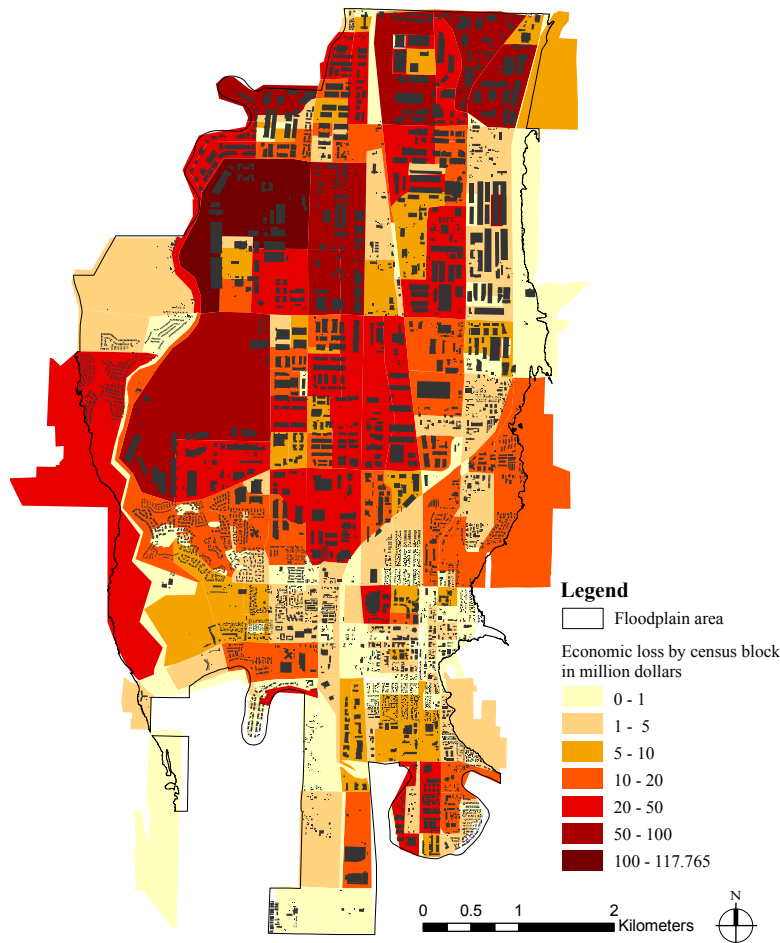 Legend
Floodplain area
Economic loss by census block
in million dollars
0 - 1
1 - 5
5 - 10
10 - 20
20 - 50
50 - 100
100 - 117.765
N
0 0.5 1 2
Kilometers